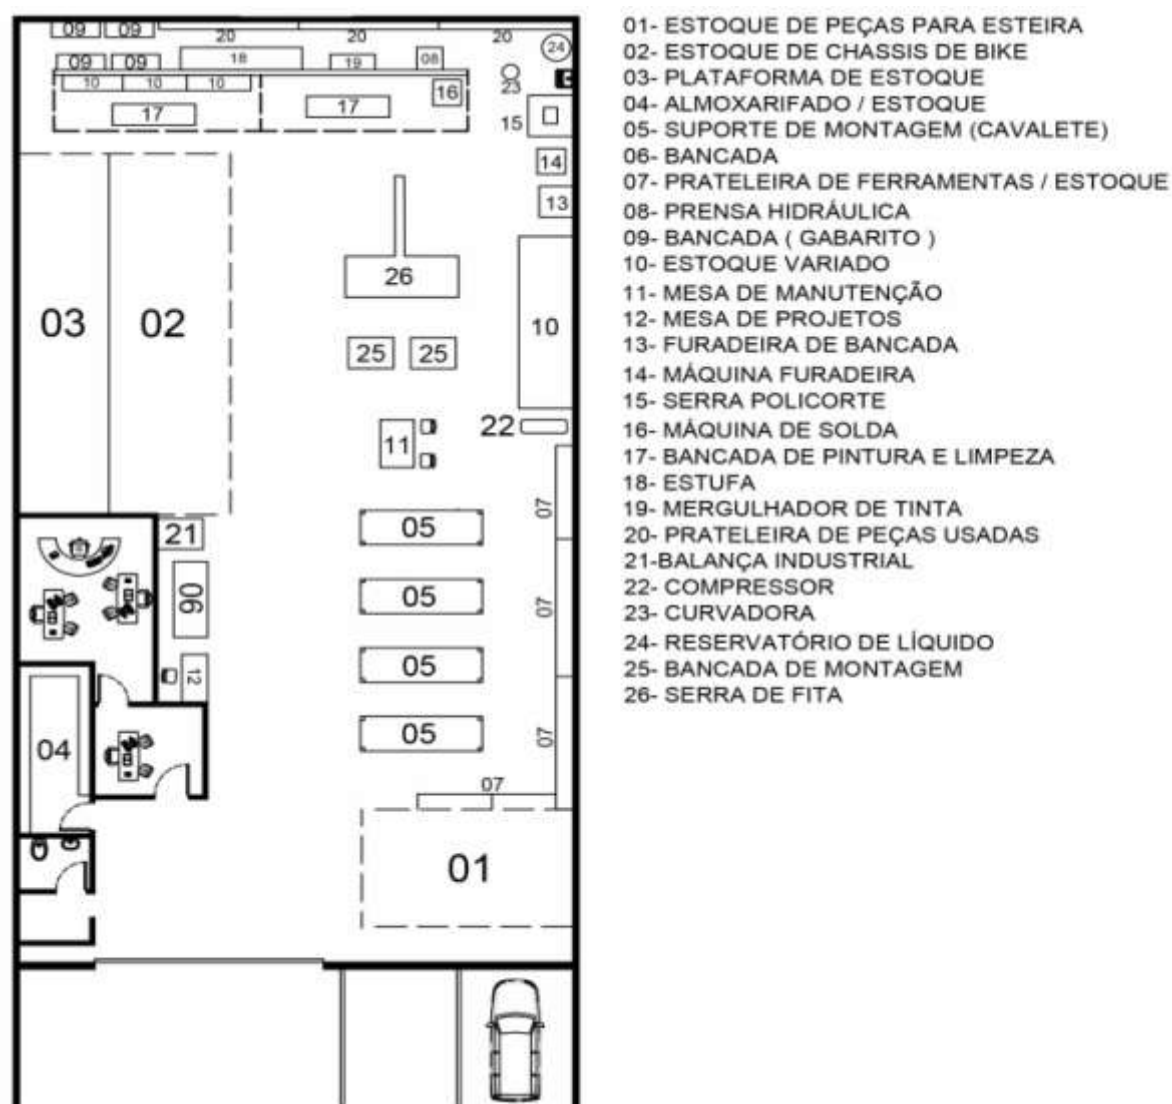 09 09 20 20 20
24
09 09 18 19 08
10 10 10 16 23
17 17 15
14
13
03 02 26 10
25 25
11 22
05 07
21
06 05 07
12 05
04 05 07
07
01
01- ESTOQUE DE PEÇAS PARA ESTEIRA
02- ESTOQUE DE CHASSIS DE BIKE
03- PLATAFORMA DE ESTOQUE
04- ALMOXARIFADO / ESTOQUE
05- SUPORTE DE MONTAGEM (CAVALETE)
06- BANCADA
07- PRATELEIRA DE FERRAMENTAS / ESTOQUE
08- PRENSA HIDRÁULICA
09- BANCADA ( GABARITO )
10- ESTOQUE VARIADO
11- MESA DE MANUTENÇÃO
12- MESA DE PROJETOS
13- FURADEIRA DE BANCADA
14- MÁQUINA FURADEIRA
15- SERRA POLICORTE
16- MÁQUINA DE SOLDA
17- BANCADA DE PINTURA E LIMPEZA
18- ESTUFA
19- MERGULHADOR DE TINTA
20- PRATELEIRA DE PEÇAS USADAS
21-BALANÇA INDUSTRIAL
22- COMPRESSOR
23- CURVADORA
24- RESERVATÓRIO DE LÍQUIDO
25- BANCADA DE MONTAGEM
26- SERRA DE FITA